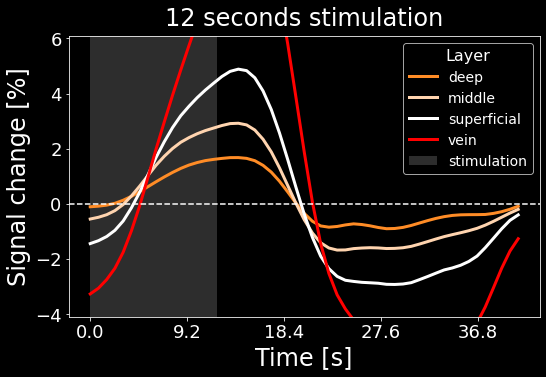 12 seconds stimulation
Signal change [%]
6
4
2
0
−2
−4
Layer
deep
middle
superficial
vein
stimulation
0.0 9.2 18.4 27.6 36.8
Time [s]